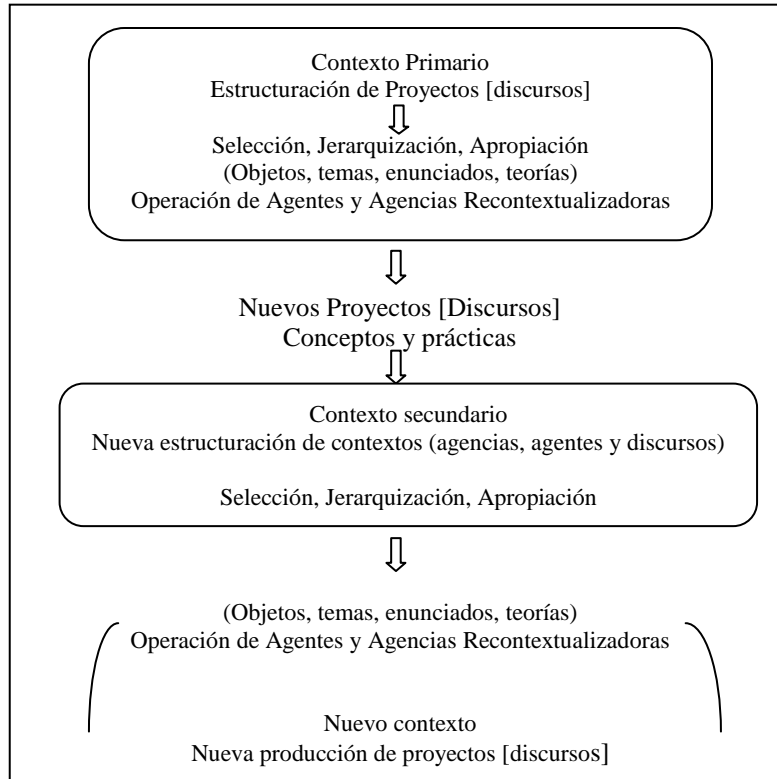 Contexto Primario
Estructuración de Proyectos [discursos]
Selección, Jerarquización, Apropiación
(Objetos, temas, enunciados, teorías)
Operación de Agentes y Agencias Recontextualizadoras
Nuevos Proyectos [Discursos]
Conceptos y prácticas
Contexto secundario
Nueva estructuración de contextos (agencias, agentes y discursos)
Selección, Jerarquización, Apropiación
(Objetos, temas, enunciados, teorías)
Operación de Agentes y Agencias Recontextualizadoras
Nuevo contexto
Nueva producción de proyectos [discursos]